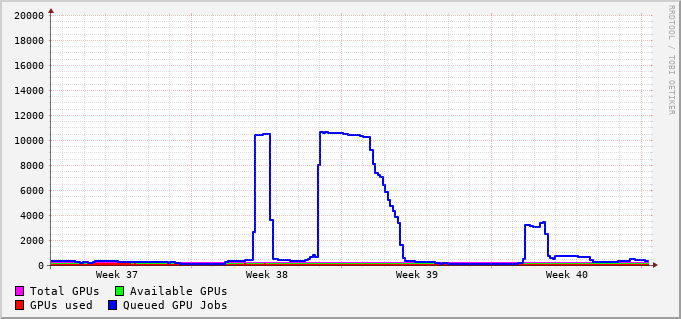 20000
18000
16000
14000
12000
10000
8000
6000
4000
2000
0
Week 37 Week 38 Week 39 Week 40
Total GPUs Available GPUs
GPUs used Queued GPU Jobs
RRDTOOL / TOBI OETIKER